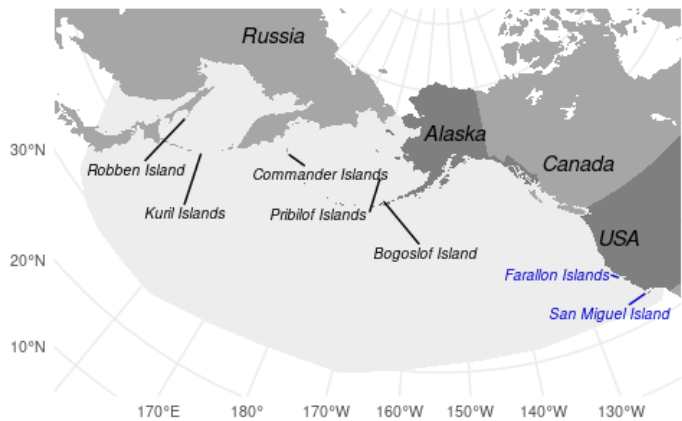 Russia
Alaska
Canada
30°N
Robben Island
Commander Islands
Kuril Islands
Pribilof Islands
Bogoslof Island
USA
20°N
Farallon Islands
San Miguel Island
10°N
170°E
180°
170°W
160°W
150°W
140°W
130°W